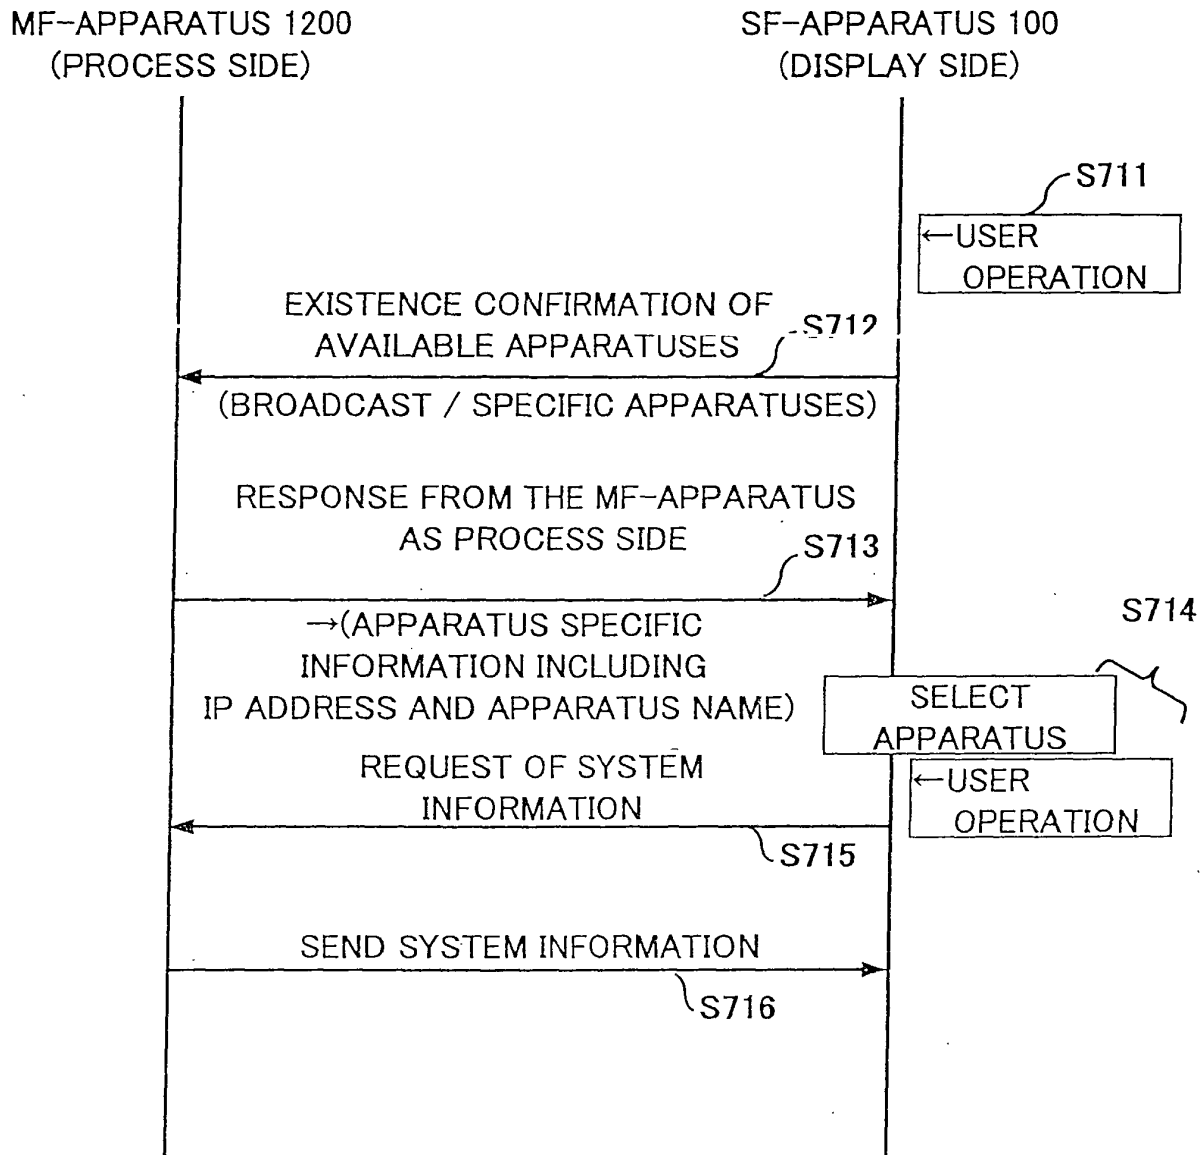 MF-APPARATUS 1200
(PROCESS SIDE)
SF-APPARATUS 100
(DISPLAY SIDE)
S711
←USER
OPERATION
EXISTENCE CONFIRMATION OF
AVAILABLE APPARATUSES
S712
(BROADCAST / SPECIFIC APPARATUSES)
RESPONSE FROM THE MF-APPARATUS
AS PROCESS SIDE
S713
→(APPARATUS SPECIFIC
INFORMATION INCLUDING
IP ADDRESS AND APPARATUS NAME)
S714
SELECT
APPARATUS
←USER
OPERATION
REQUEST OF SYSTEM
INFORMATION
S715
SEND SYSTEM INFORMATION
S716